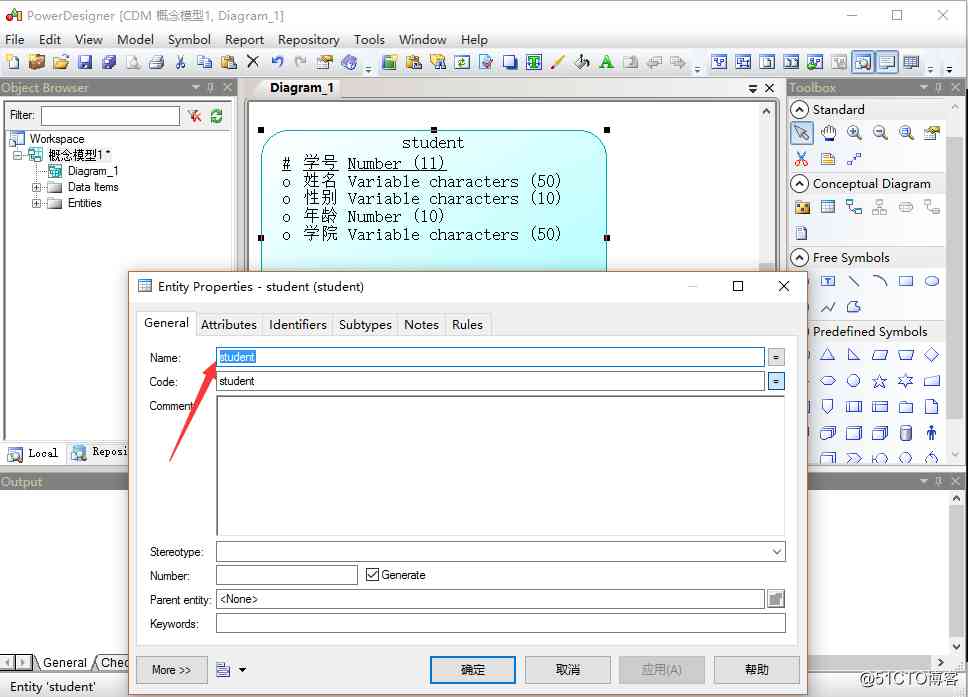 PowerDesigner [CDM 概念模型1, Diagram_1]
File Edit View Model Symbol Report Repository Tools Window Help
Object Browser
Filter:
Workspace
概念模型1 *
Diagram_1
Data Items
Entities
Local
Reposi
Diagram_1
student
# 学号 Number (11)
o 姓名 Variable characters (50)
o 性别 Variable characters (10)
o 年龄 Number (10)
o 学院 Variable characters (50)
Toolbox
Standard
Conceptual Diagram
Free Symbols
Predefined Symbols
Entity Properties - student (student)
General Attributes Identifiers Subtypes Notes Rules
Name: student =
Code: student =
Comment
Stereotype:
Number: Generate
Parent entity: <None>
Keywords:
More >> 确定 取消 应用(A) 帮助
Output
General Chec
Entity 'student'
@51CTO博客